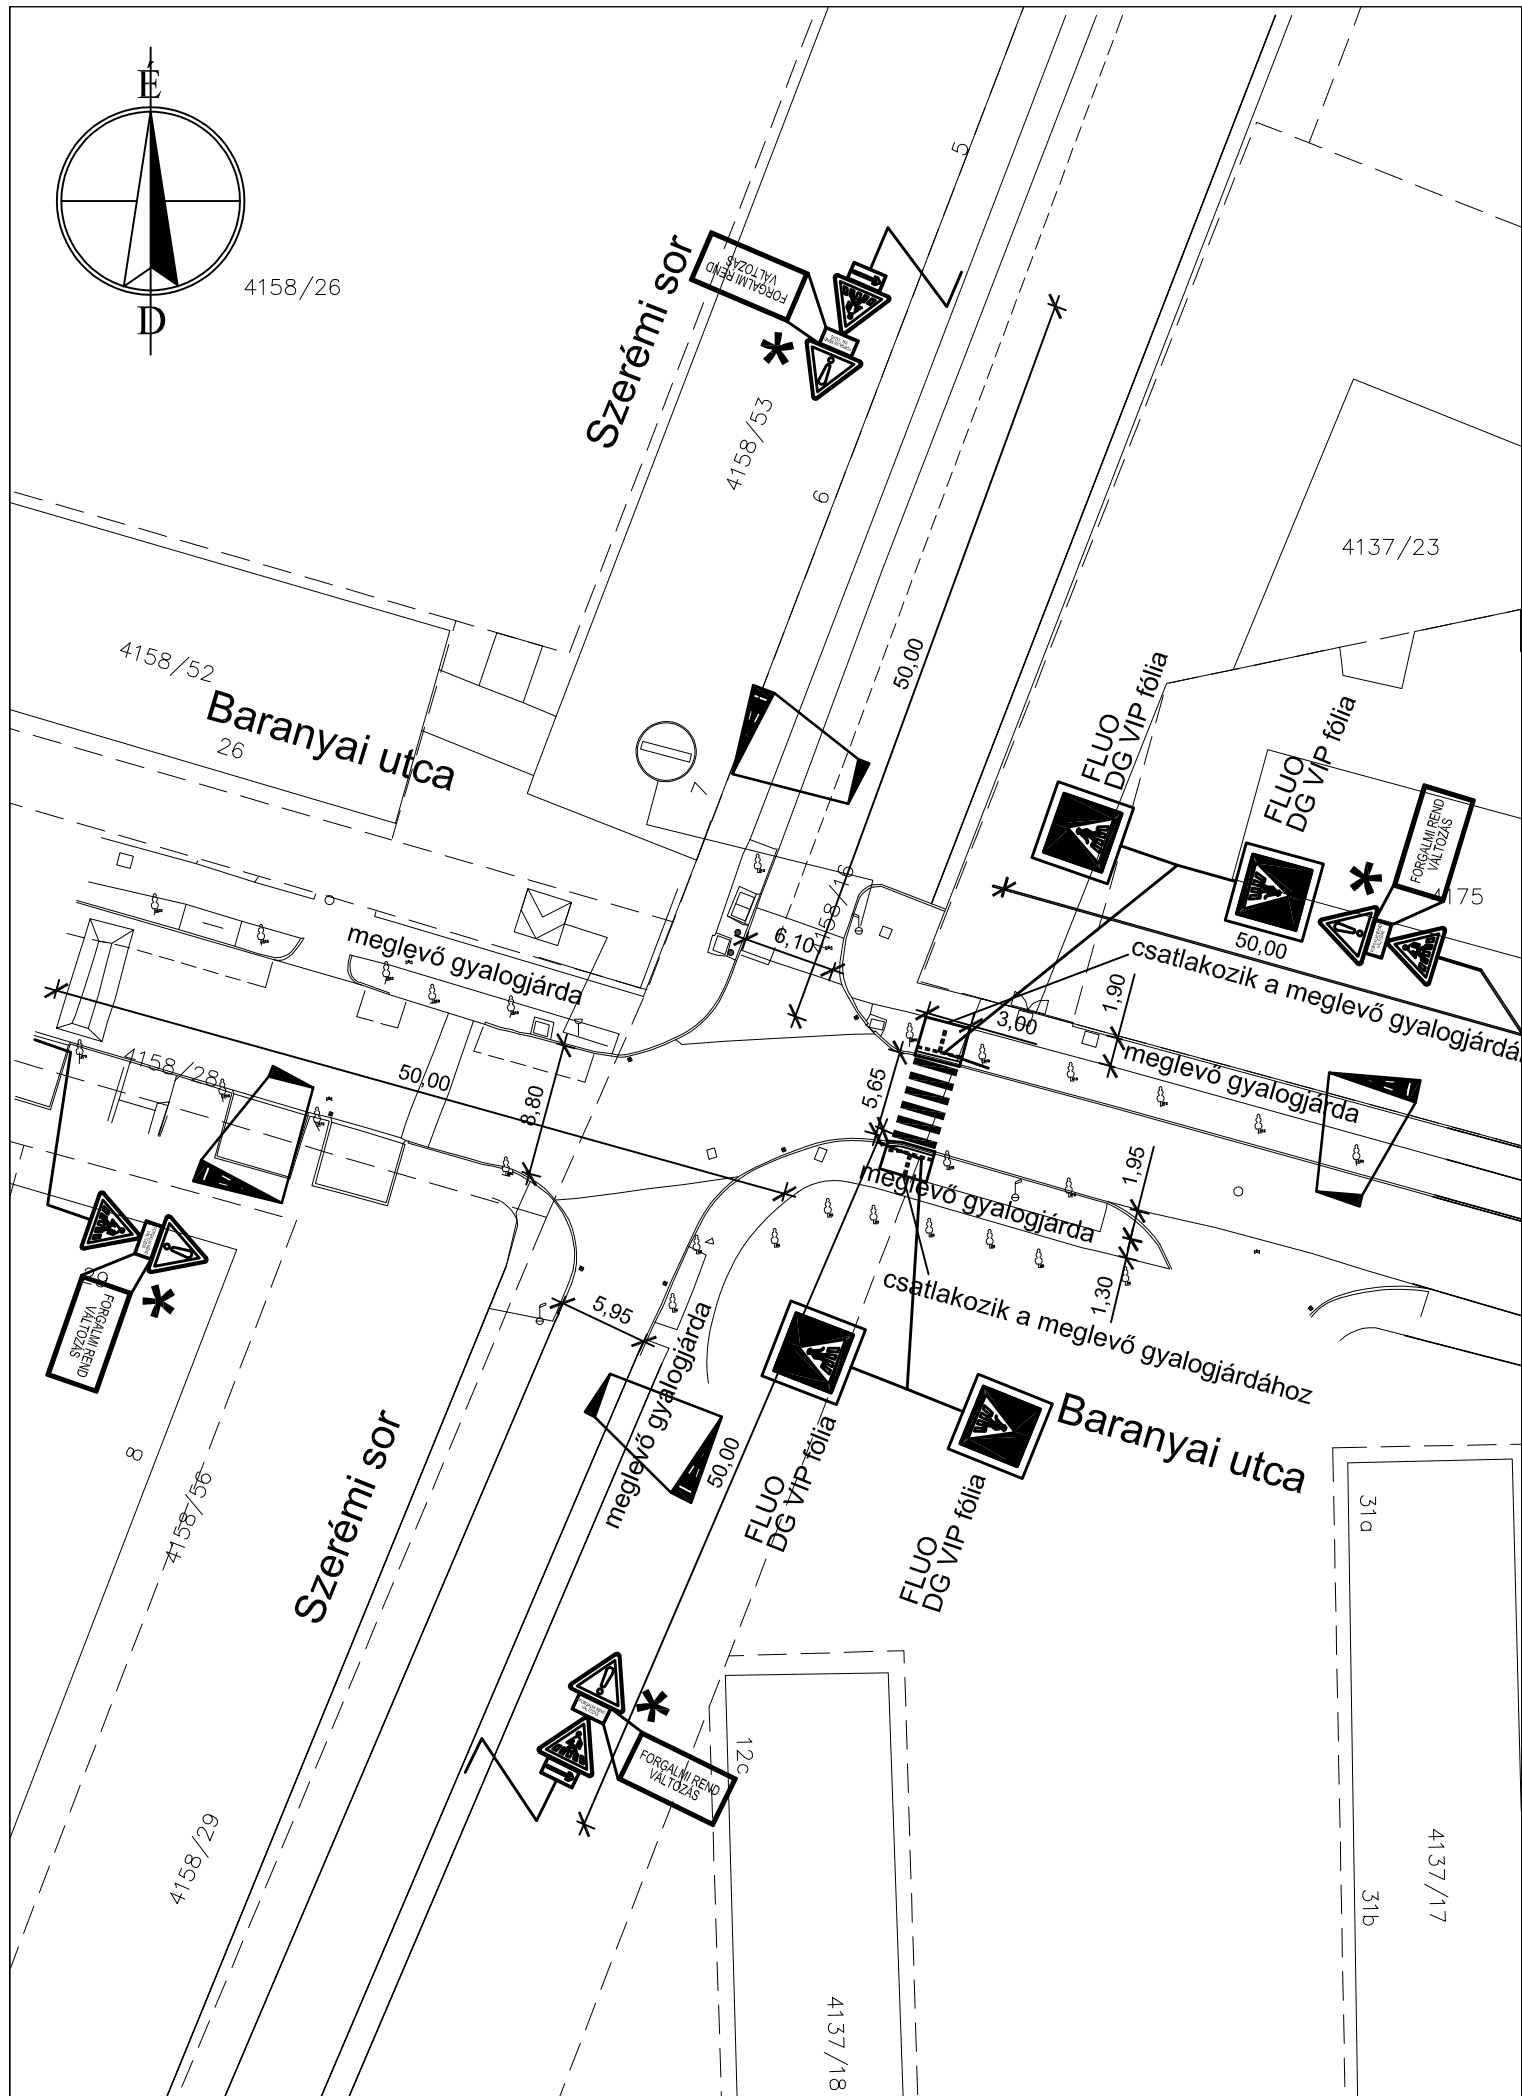 É
D
4158/26
5
Szerémi sor
FORGALMI REND
VÁLTOZÁS
*
4158/53
6
4137/23
4158/52
Baranyai utca
26
50,00
7
FLUO
DG VIP fólia
FLUO
DG VIP fólia
FORGALMI REND
VÁLTOZÁS
*
4175
50,00
4158/16
6,10
meglevő gyalogjárda
csatlakozik a meglevő gyalogjárdá
1,90
3,00
meglevő gyalogjárda
4158/28
50,00
8,80
5,65
meglevő gyalogjárda
1,95
1,30
csatlakozik a meglevő gyalogjárdához
*
FORGALMI REND
VÁLTOZÁS
5,95
meglevő gyalogjárda
50,00
FLUO
DG VIP fólia
FLUO
DG VIP fólia
Baranyai utca
8
4158/56
Szerémi sor
31a
*
FORGALMI REND
VÁLTOZÁS
12c
4158/29
4137/17
31b
4137/18